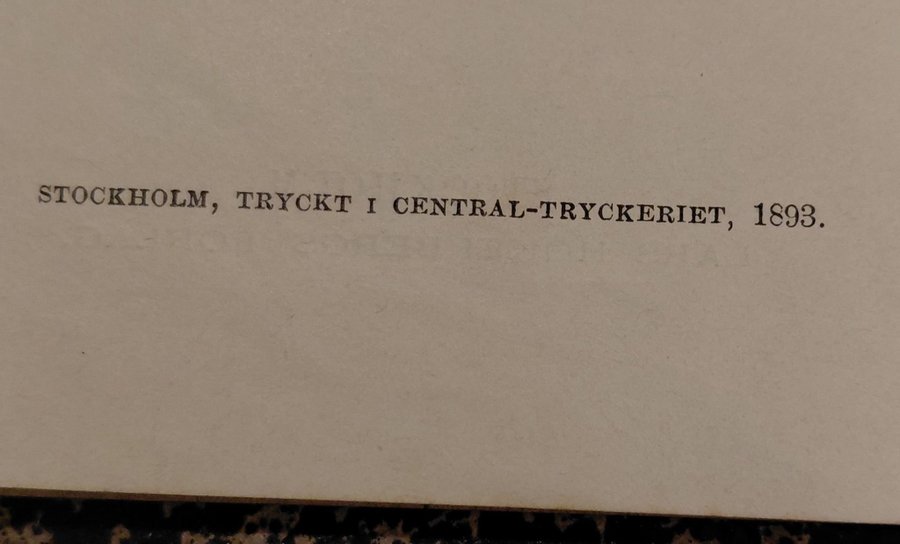 STOCKHOLM, TRYCKT I CENTRAL-TRYCKERIET, 1893.